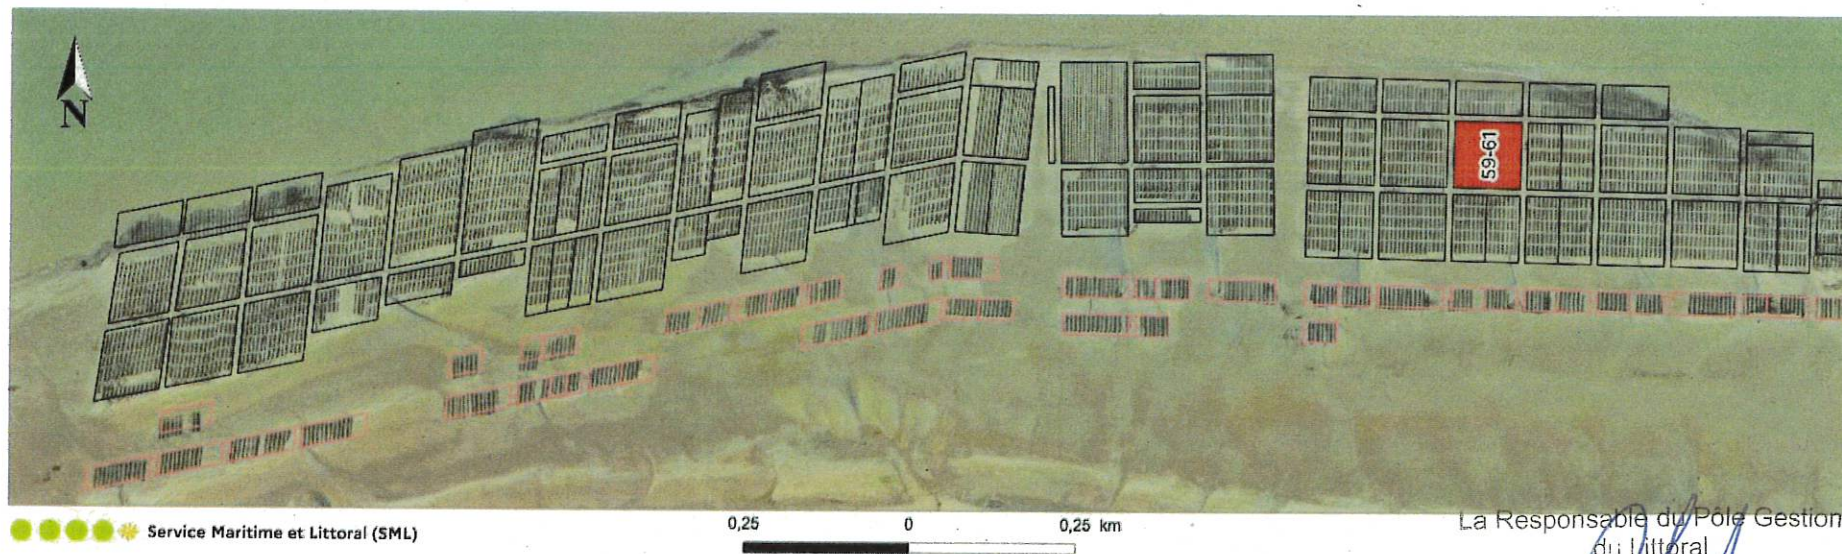 N
59-61
Service Maritime et Littoral (SML)
0,25 0 0,25 km
La Responsable du Pôle Gestion
du Littoral